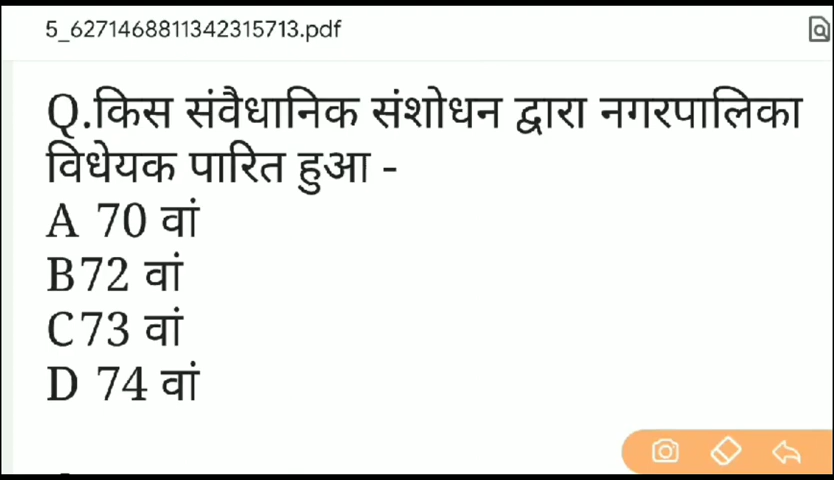 5_6271468811342315713.pdf
Q.किस संवैधानिक संशोधन द्वारा नगरपालिका
विधेयक पारित हुआ -
A 70 वां
B72 वां
C73 वां
D 74 वां